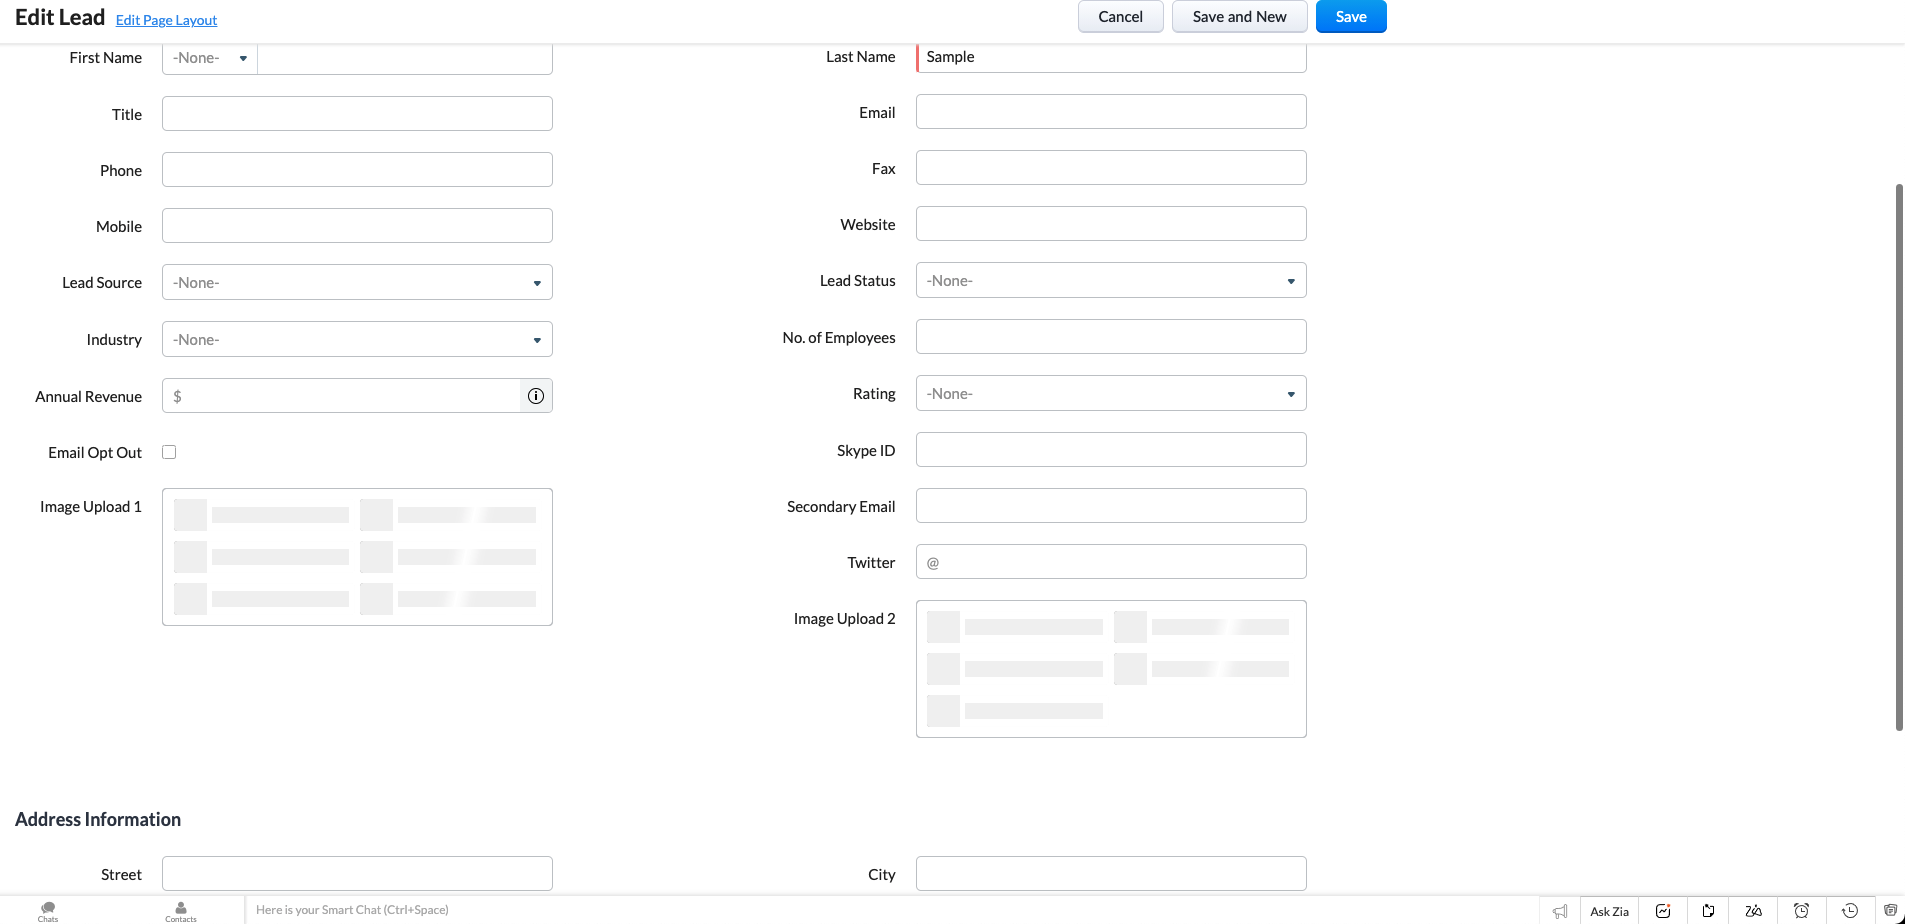 Edit Lead Edit Page Layout Cancel Save and New Save
First Name -None- Last Name Sample
Title Email
Phone Fax
Mobile Website
Lead Source -None- Lead Status -None-
Industry -None- No. of Employees
Annual Revenue $ Rating -None-
Email Opt Out Skype ID
Image Upload 1 Secondary Email
Twitter @
Image Upload 2
Address Information
Street City
Chats Contacts Here is your Smart Chat (Ctrl+Space) Ask Zia